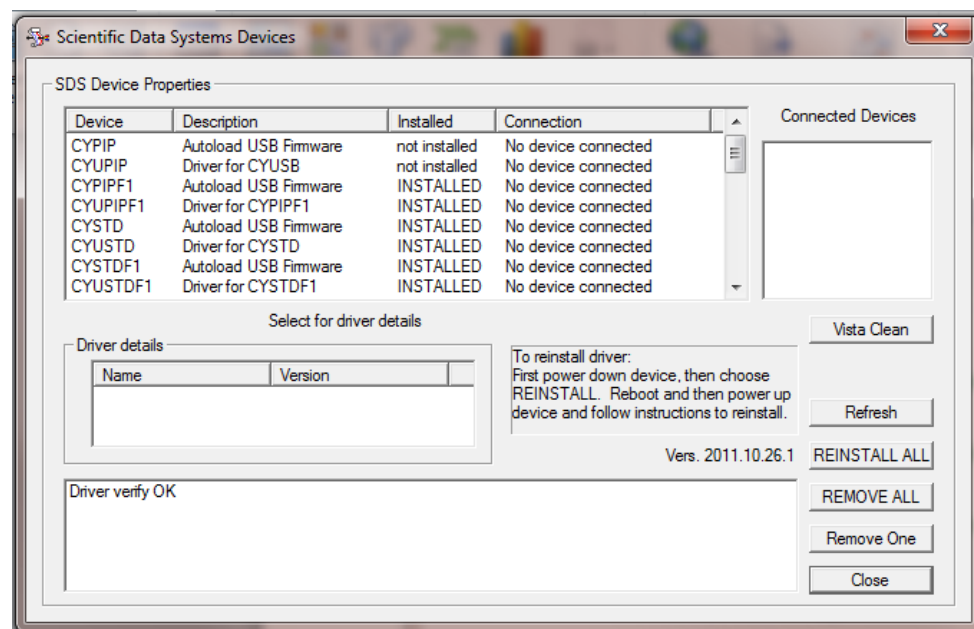 Scientific Data Systems Devices
SDS Device Properties
Device Description Installed Connection
CYPIP Autoload USB Firmware not installed No device connected
CYUPIP Driver for CYUSB not installed No device connected
CYPIPF1 Autoload USB Firmware INSTALLED No device connected
CYUPIPF1 Driver for CYPIPF1 INSTALLED No device connected
CYSTD Autoload USB Firmware INSTALLED No device connected
CYUSTD Driver for CYSTD INSTALLED No device connected
CYSTDF1 Autoload USB Firmware INSTALLED No device connected
CYUSTDF1 Driver for CYSTDF1 INSTALLED No device connected
Connected Devices
Select for driver details
Driver details
Name Version
To reinstall driver:
First power down device, then choose
REINSTALL. Reboot and then power up
device and follow instructions to reinstall.
Vers. 2011.10.26.1
Driver verify OK
Vista Clean
Refresh
REINSTALL ALL
REMOVE ALL
Remove One
Close